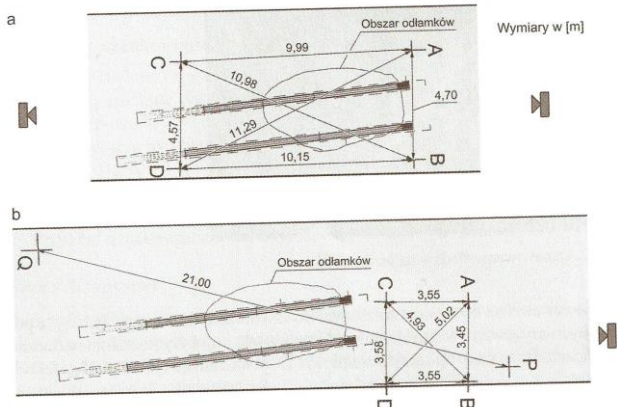 a
Obszar odłamków
Wymiary w [m]
C
9,99
A
10,98
4,70
4,57
11,29
10,15
D
B
b
Q
Obszar odłamków
21,00
C
A
3,55
4,93
5,02
3,58
3,45
P
3,55
D
B